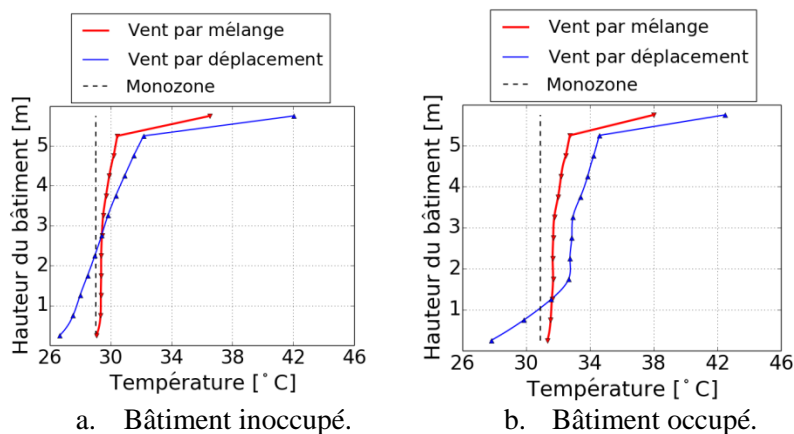 Vent par mélange
Vent par déplacement
Monozone
Hauteur du bâtiment [m]
5
4
3
2
1
26 30 34 38 42 46
Température [°C]
a. Bâtiment inoccupé.
Vent par mélange
Vent par déplacement
Monozone
Hauteur du bâtiment [m]
5
4
3
2
1
26 30 34 38 42 46
Température [°C]
b. Bâtiment occupé.